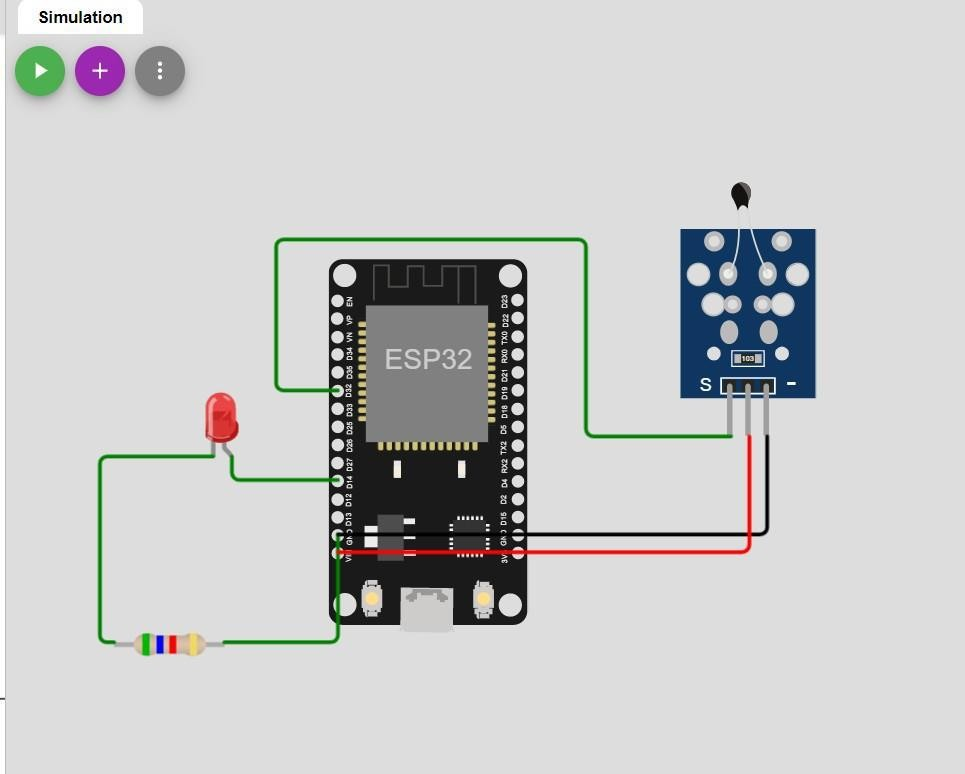 Simulation
ESP32
EN
VP
VN
D34
D35
D32
D33
D25
D26
D27
D14
D12
D13
GND
VIN
D23
D22
TX0
RX0
D21
D19
D18
D5
TX2
RX2
D4
D2
D15
GND
3V
103
S -